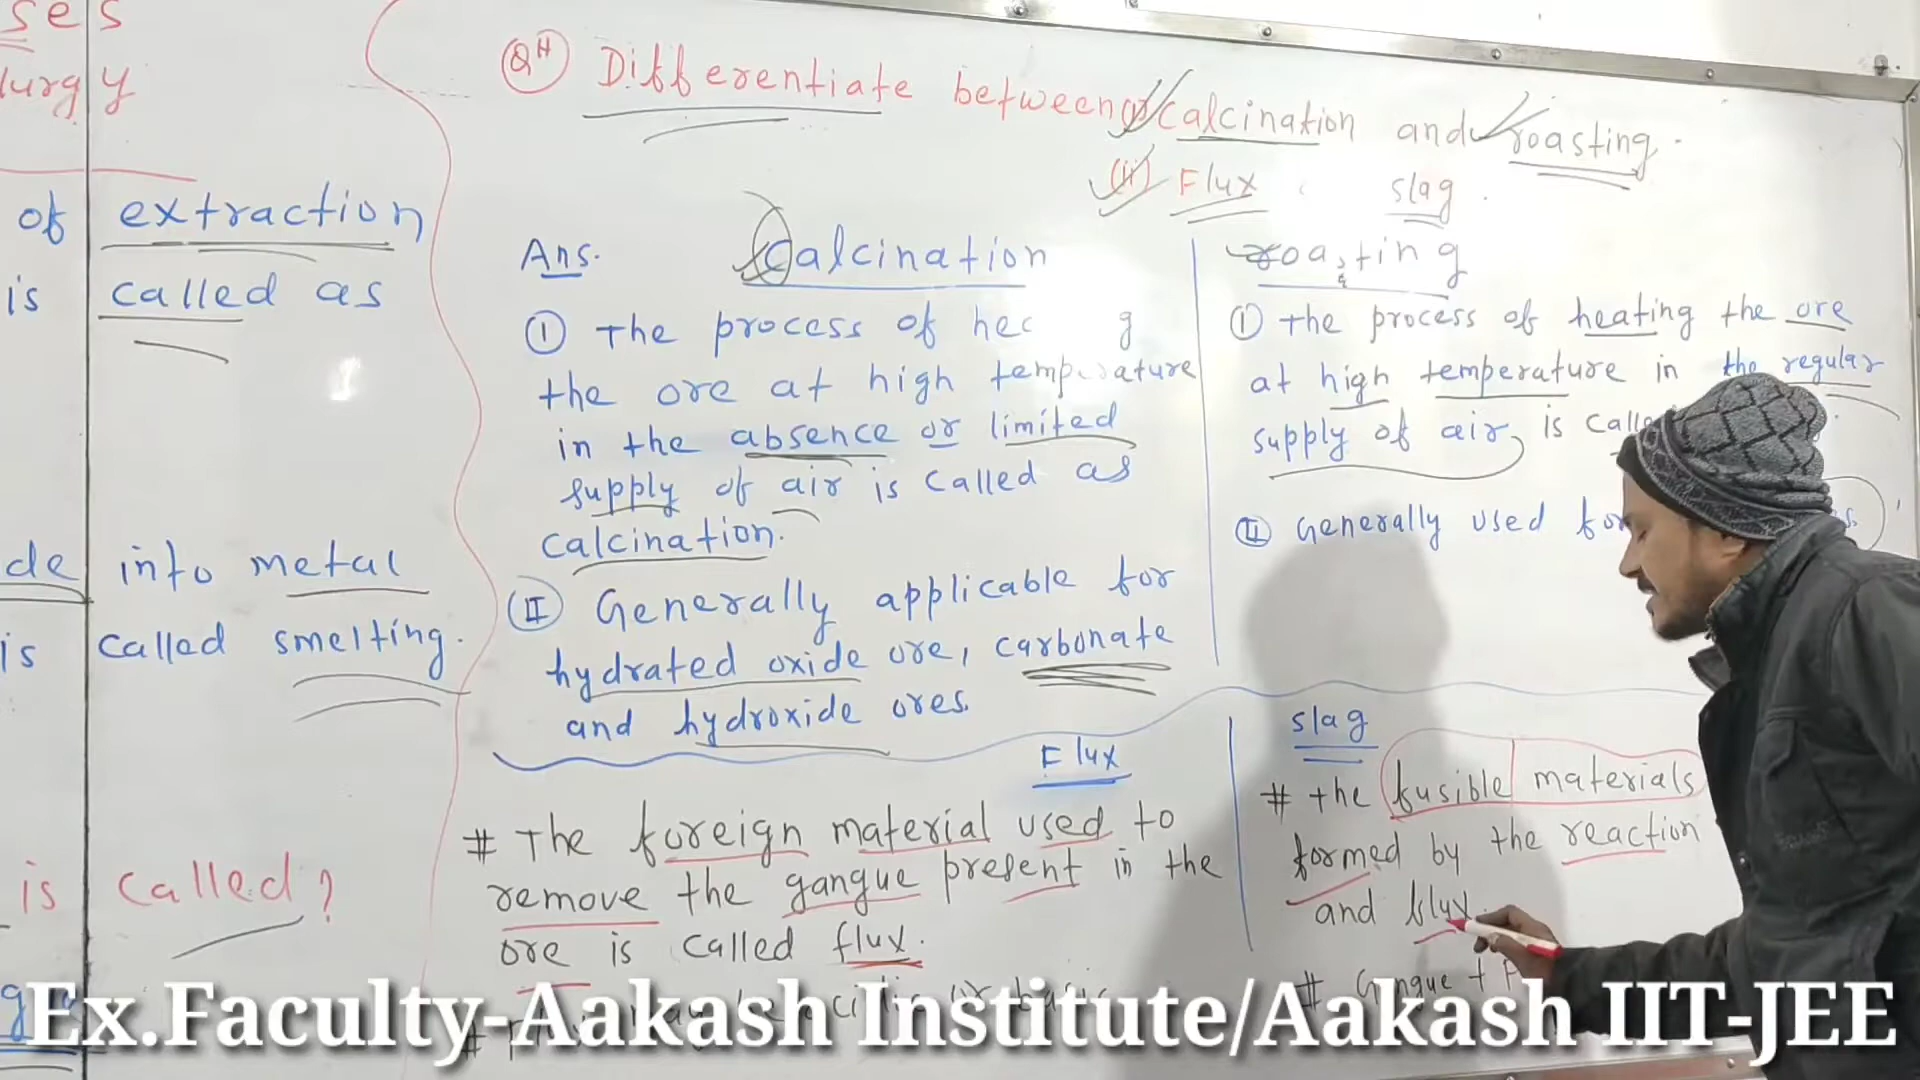 ses
lurgy
of extraction
is called as
de into metal
is called smelting.
is called?
Q# Differentiate between (i) calcination and roasting.
(ii) Flux slag.
Ans. Calcination
① The process of hea g
the ore at high temperature
in the absence or limited
supply of air is called as
calcination.
(II) Generally applicable for
hydrated oxide ore, carbonate
and hydroxide ores.
roasting
① The process of heating the ore
at high temperature in the regular
supply of air, is
(II) Generally used for
Flux
# The foreign material used to
remove the gangue present in the
ore is called flux.
slag
# The fusible materials
formed by the reaction
and flux.
# Gangue +
Ex.Faculty-Aakash Institute/Aakash IIT-JEE